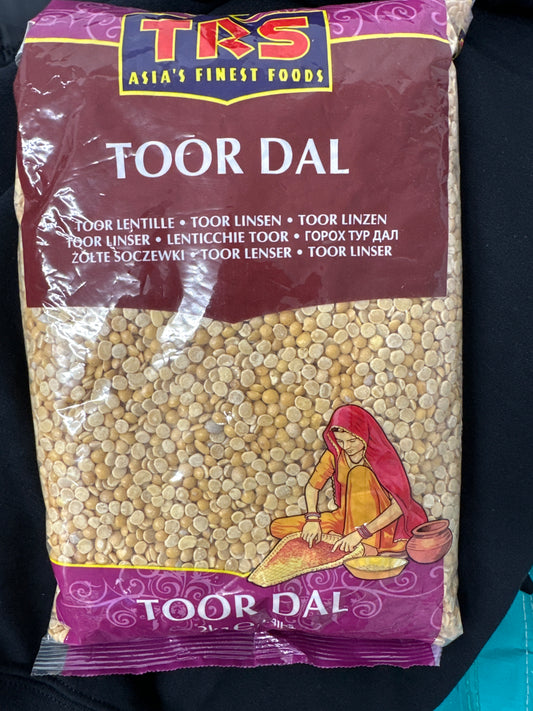 TRS
ASIA'S FINEST FOODS
TOOR DAL
TOOR LENTILLE • TOOR LINSEN • TOOR LINZEN
TOOR LINSER • LENTICCHIE TOOR • ГОРОХ ТУР ДАЛ
ŻÓŁTE SOCZEWKI • TOOR LENSER • TOOR LINSER
TOOR DAL
2kg e